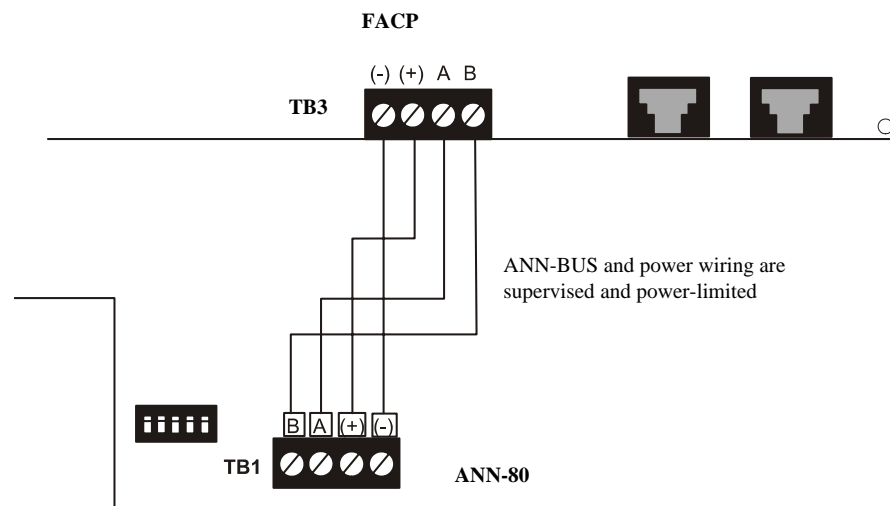 FACP
(-) (+) A B
TB3
ANN-BUS and power wiring are
supervised and power-limited
B A (+) (-)
TB1
ANN-80